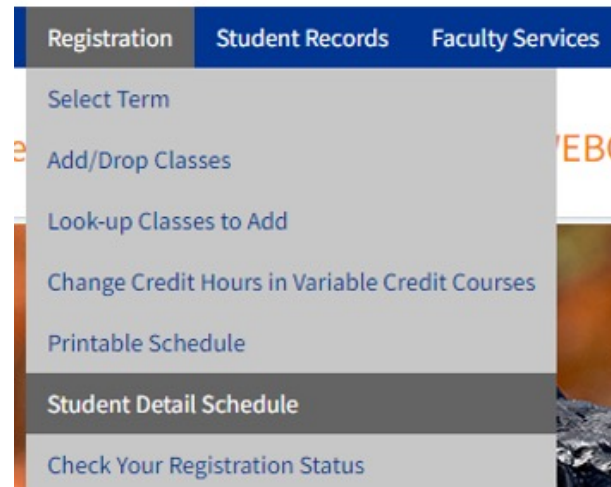 Registration Student Records Faculty Services
Select Term
Add/Drop Classes
Look-up Classes to Add
Change Credit Hours in Variable Credit Courses
Printable Schedule
Student Detail Schedule
Check Your Registration Status